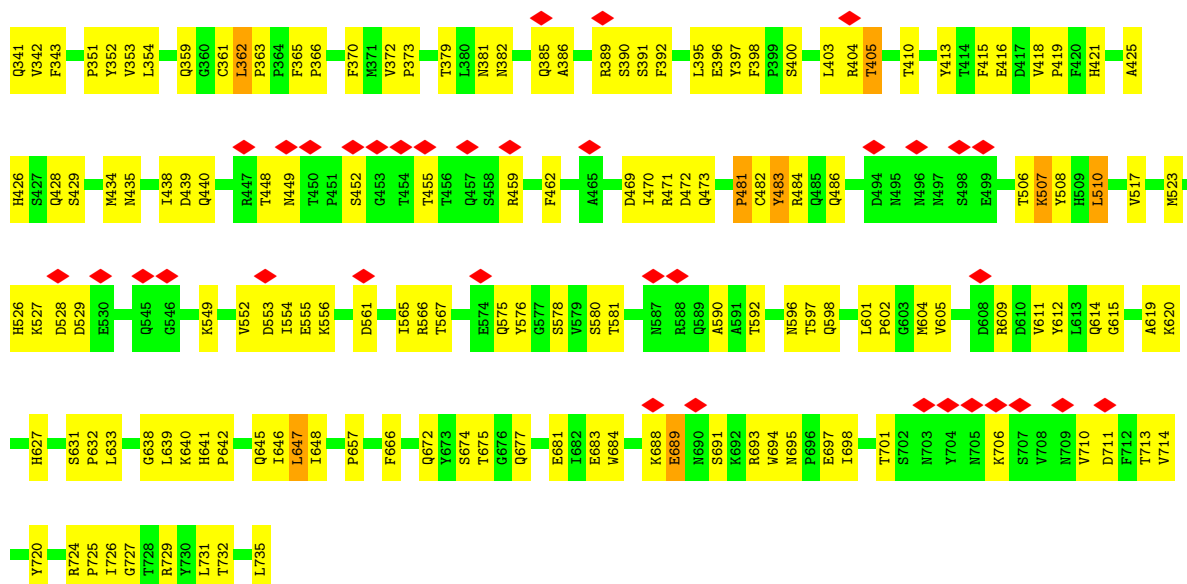 Q341 V342 F343 P351 Y352 V353 L354 Q359 G360 C361 L362 P363 P364 F365 P366 F370 M371 V372 P373 T379 L380 N381 N382 Q385 A386 R389 S390 S391 F392 L395 E396 Y397 F398 P399 S400 L403 R404 T405 T410 Y413 T414 F415 E416 D417 V418 P419 F420 H421 A425
H426 S427 Q428 S429 M434 N435 I438 D439 Q440 R447 T448 N449 T450 P451 S452 G453 T454 T455 T456 Q457 S458 R459 F462 A465 D469 I470 R471 D472 Q473 P481 C482 Y483 R484 Q485 Q486 D494 N495 N496 N497 S498 E499 T506 K507 Y508 H509 L510 V517 M523
H526 K527 D528 D529 E530 Q545 G546 K549 V552 D553 I554 E555 K556 D561 I565 R566 T567 E574 Q575 Y576 G577 S578 V579 S580 T581 N587 R588 Q589 A590 A591 T592 N596 T597 Q598 L601 P602 G603 M604 V605 D608 R609 D610 V611 Y612 L613 Q614 G615 A619 K620
H627 S631 P632 L633 G638 L639 K640 H641 P642 Q645 I646 L647 I648 P657 F666 Q672 Y673 S674 T675 G676 Q677 E681 I682 E683 W684 K688 E689 N690 S691 K692 R693 W694 N695 P696 E697 I698 T701 S702 N703 Y704 N705 K706 S707 V708 N709 V710 D711 F712 T713 V714
Y720 R724 P725 I726 G727 T728 R729 Y730 L731 T732 L735